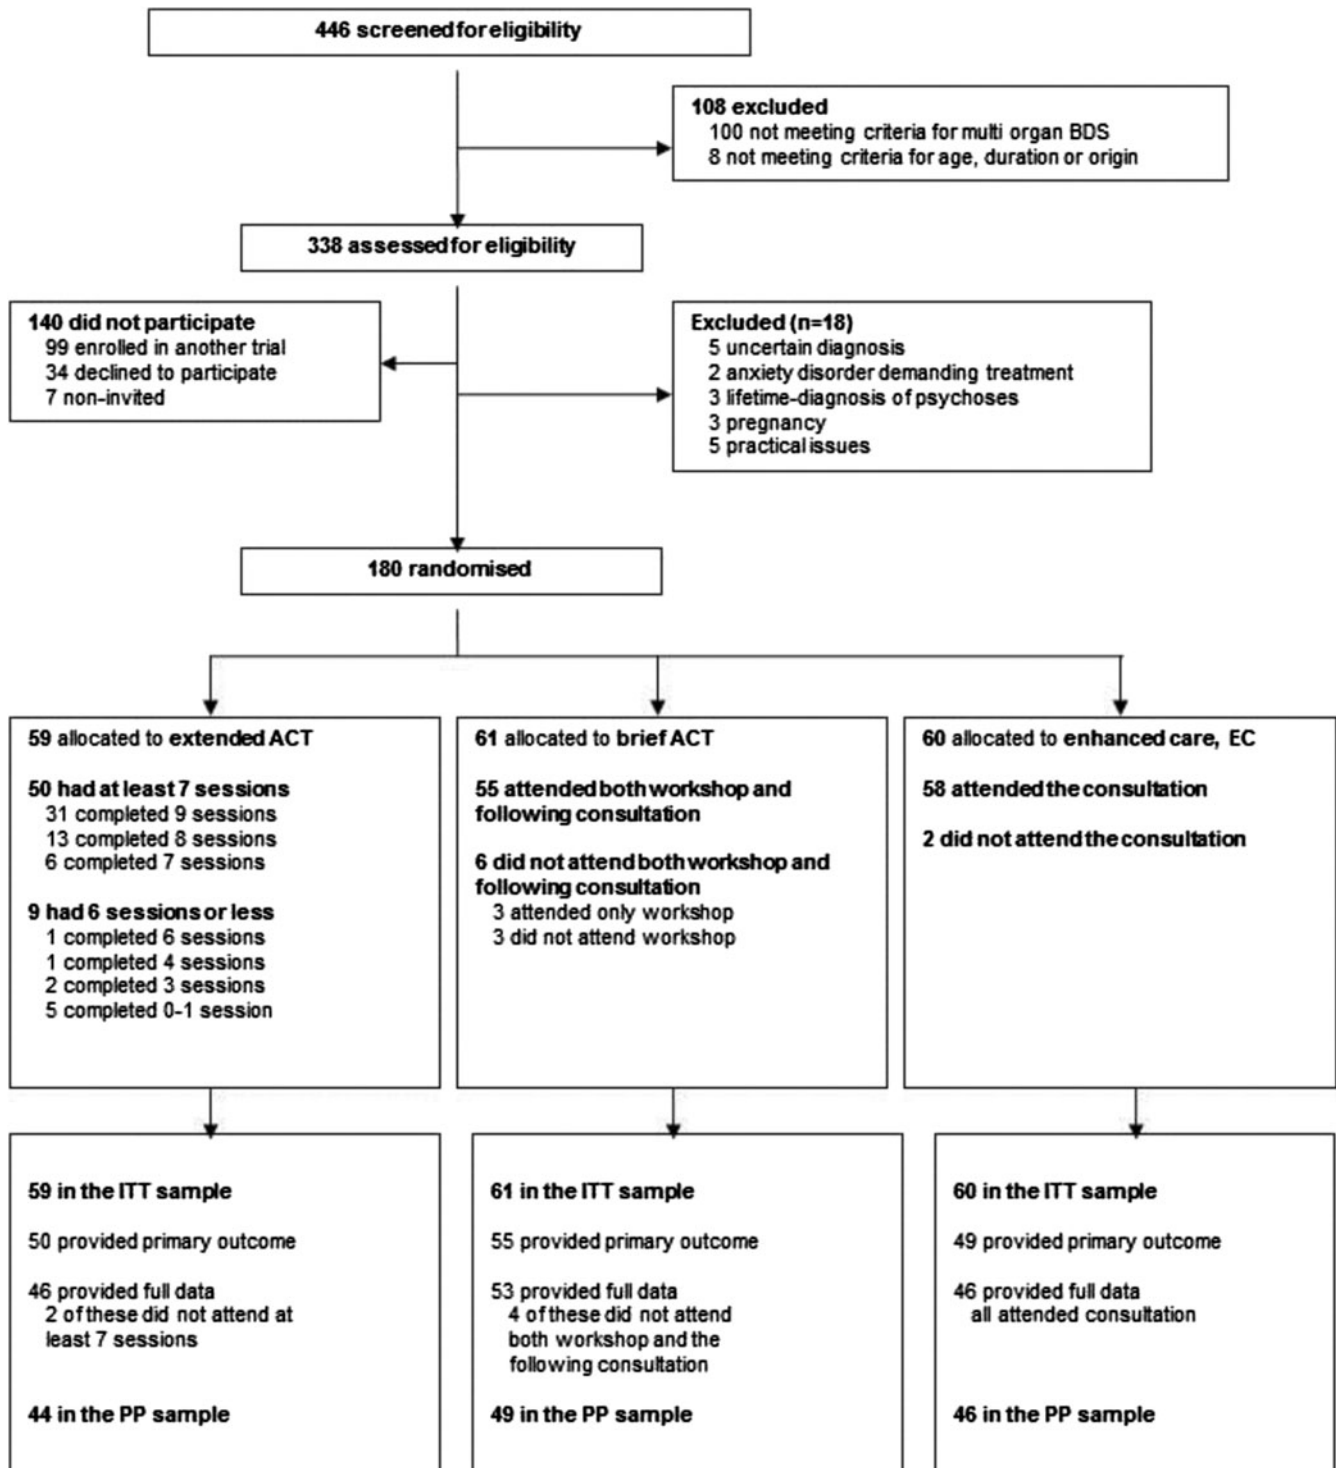 446 screened for eligibility
108 excluded
100 not meeting criteria for multi organ BDS
8 not meeting criteria for age, duration or origin
338 assessed for eligibility
140 did not participate
99 enrolled in another trial
34 declined to participate
7 non-invited
Excluded (n=18)
5 uncertain diagnosis
2 anxiety disorder demanding treatment
3 lifetime-diagnosis of psychoses
3 pregnancy
5 practical issues
180 randomised
59 allocated to extended ACT
50 had at least 7 sessions
31 completed 9 sessions
13 completed 8 sessions
6 completed 7 sessions
9 had 6 sessions or less
1 completed 6 sessions
1 completed 4 sessions
2 completed 3 sessions
5 completed 0-1 session
61 allocated to brief ACT
55 attended both workshop and
following consultation
6 did not attend both workshop and
following consultation
3 attended only workshop
3 did not attend workshop
60 allocated to enhanced care, EC
58 attended the consultation
2 did not attend the consultation
59 in the ITT sample
50 provided primary outcome
46 provided full data
2 of these did not attend at
least 7 sessions
44 in the PP sample
61 in the ITT sample
55 provided primary outcome
53 provided full data
4 of these did not attend
both workshop and the
following consultation
49 in the PP sample
60 in the ITT sample
49 provided primary outcome
46 provided full data
all attended consultation
46 in the PP sample